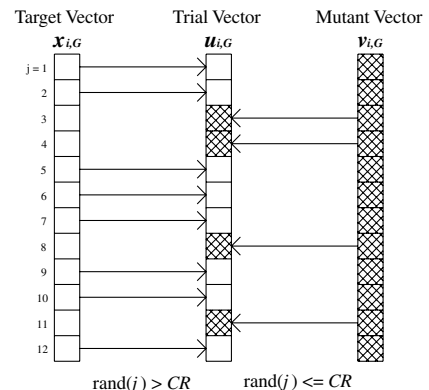 Target Vector Trial Vector Mutant Vector
x i,G u i,G v i,G
j = 1
2
3
4
5
6
7
8
9
10
11
12
rand(j) > CR rand(j) <= CR